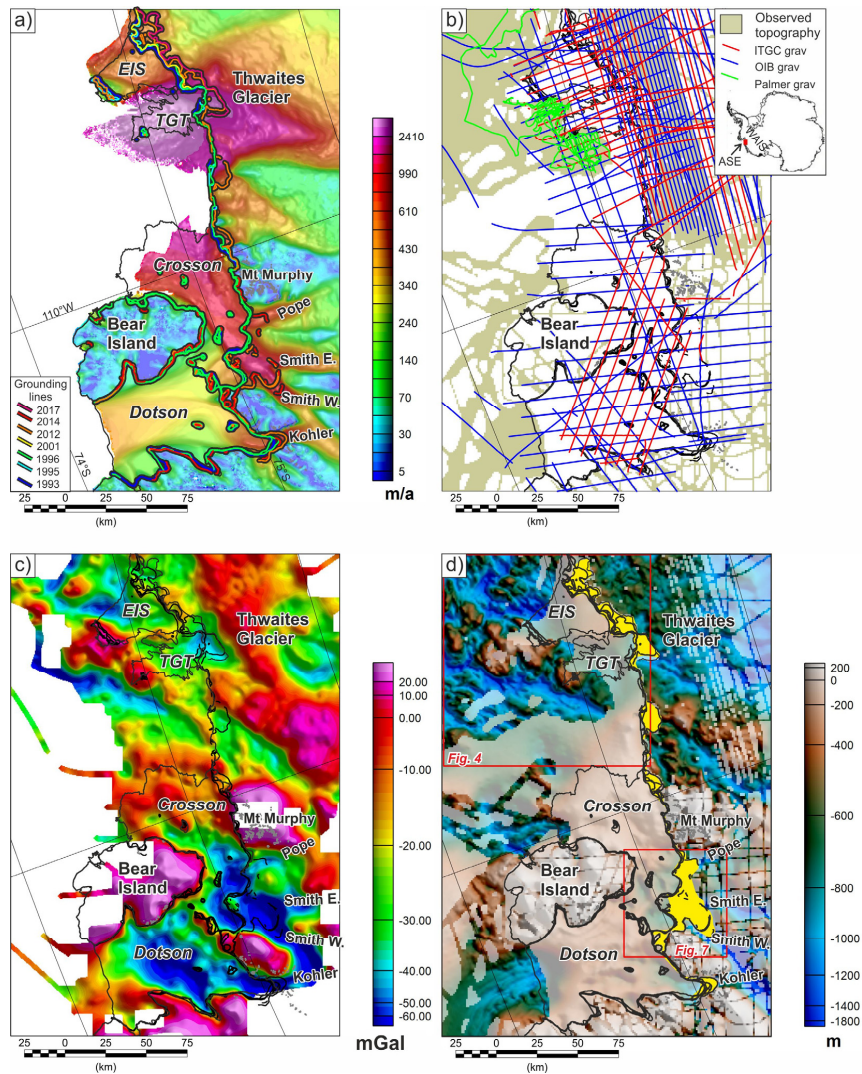 a)
EIS
Thwaites
Glacier
TGT
Crosson
Mt Murphy
110°W
Pope
Bear
Island
Smith E.
Smith W.
Dotson
Kohler
74°S
75°S
Grounding
lines
2017
2014
2012
2001
1996
1995
1993
25 0 25 50 75
(km)
2410
990
610
430
240
140
70
30
5
m/a
b)
Observed
topography
ITGC grav
OIB grav
Palmer grav
WAIS
ASE
Bear
Island
25 0 25 50 75
(km)
c)
EIS
Thwaites
Glacier
TGT
Crosson
Mt Murphy
Pope
Bear
Island
Smith E.
Smith W.
Dotson
Kohler
25 0 25 50 75
(km)
20.00
10.00
0.00
-10.00
-20.00
-30.00
-40.00
-50.00
-60.00
mGal
d)
EIS
Thwaites
Glacier
TGT
Fig. 4
Crosson
Mt Murphy
Pope
Bear
Island
Smith E.
Smith W.
Fig. 7
Dotson
Kohler
25 0 25 50 75
(km)
200
0
-200
-400
-600
-800
-1000
-1200
-1400
-1800
m